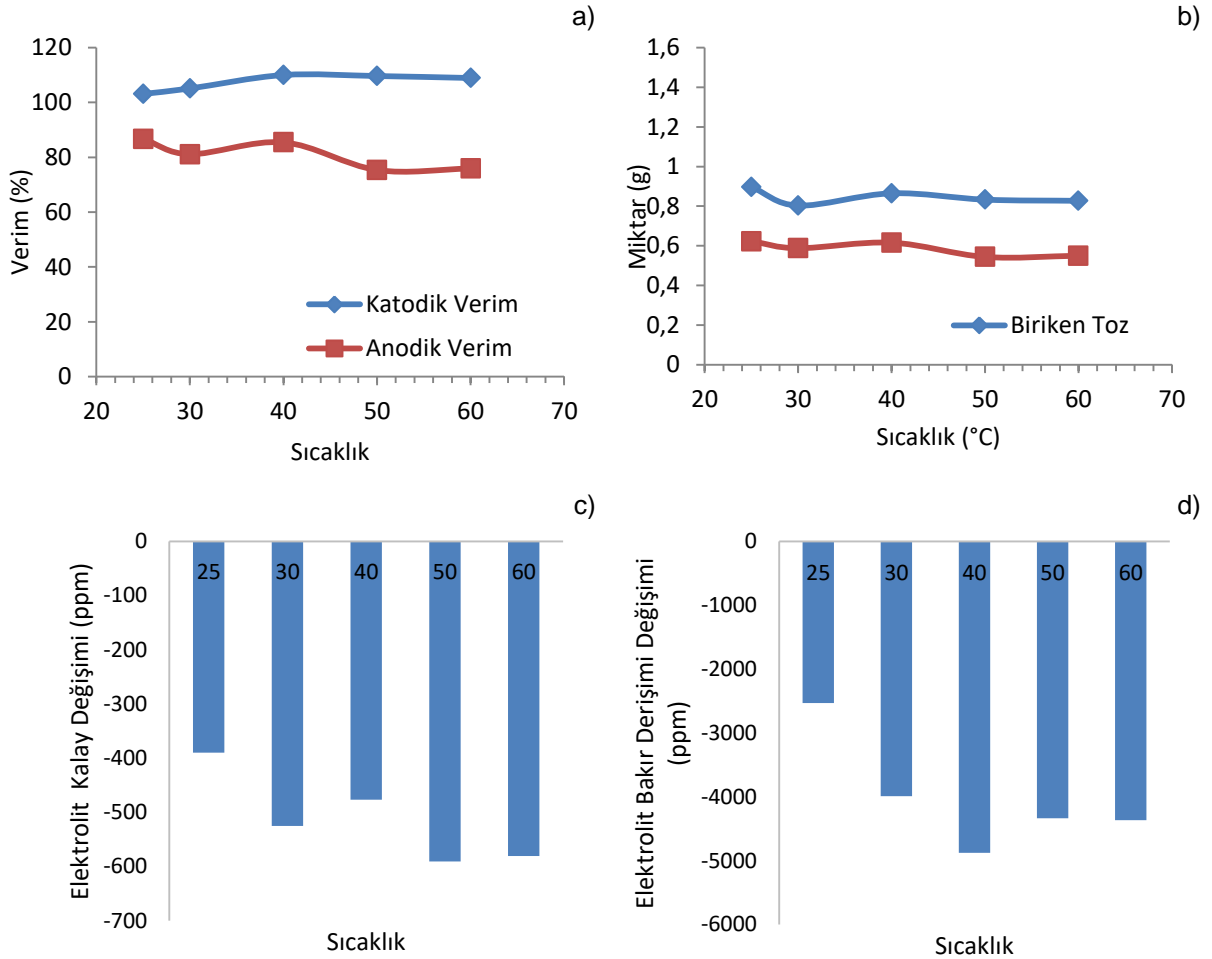 a)
Verim (%)
120
100
80
60
40
20
0
Katodik Verim
Anodik Verim
20 30 40 50 60 70
Sıcaklık
b)
Miktar (g)
1,6
1,4
1,2
1
0,8
0,6
0,4
0,2
0
Biriken Toz
20 30 40 50 60 70
Sıcaklık (°C)
c)
Elektrolit Kalay Değişimi (ppm)
0
-100
-200
-300
-400
-500
-600
-700
25 30 40 50 60
Sıcaklık
d)
Elektrolit Bakır Derişimi Değişimi
(ppm)
0
-1000
-2000
-3000
-4000
-5000
-6000
25 30 40 50 60
Sıcaklık